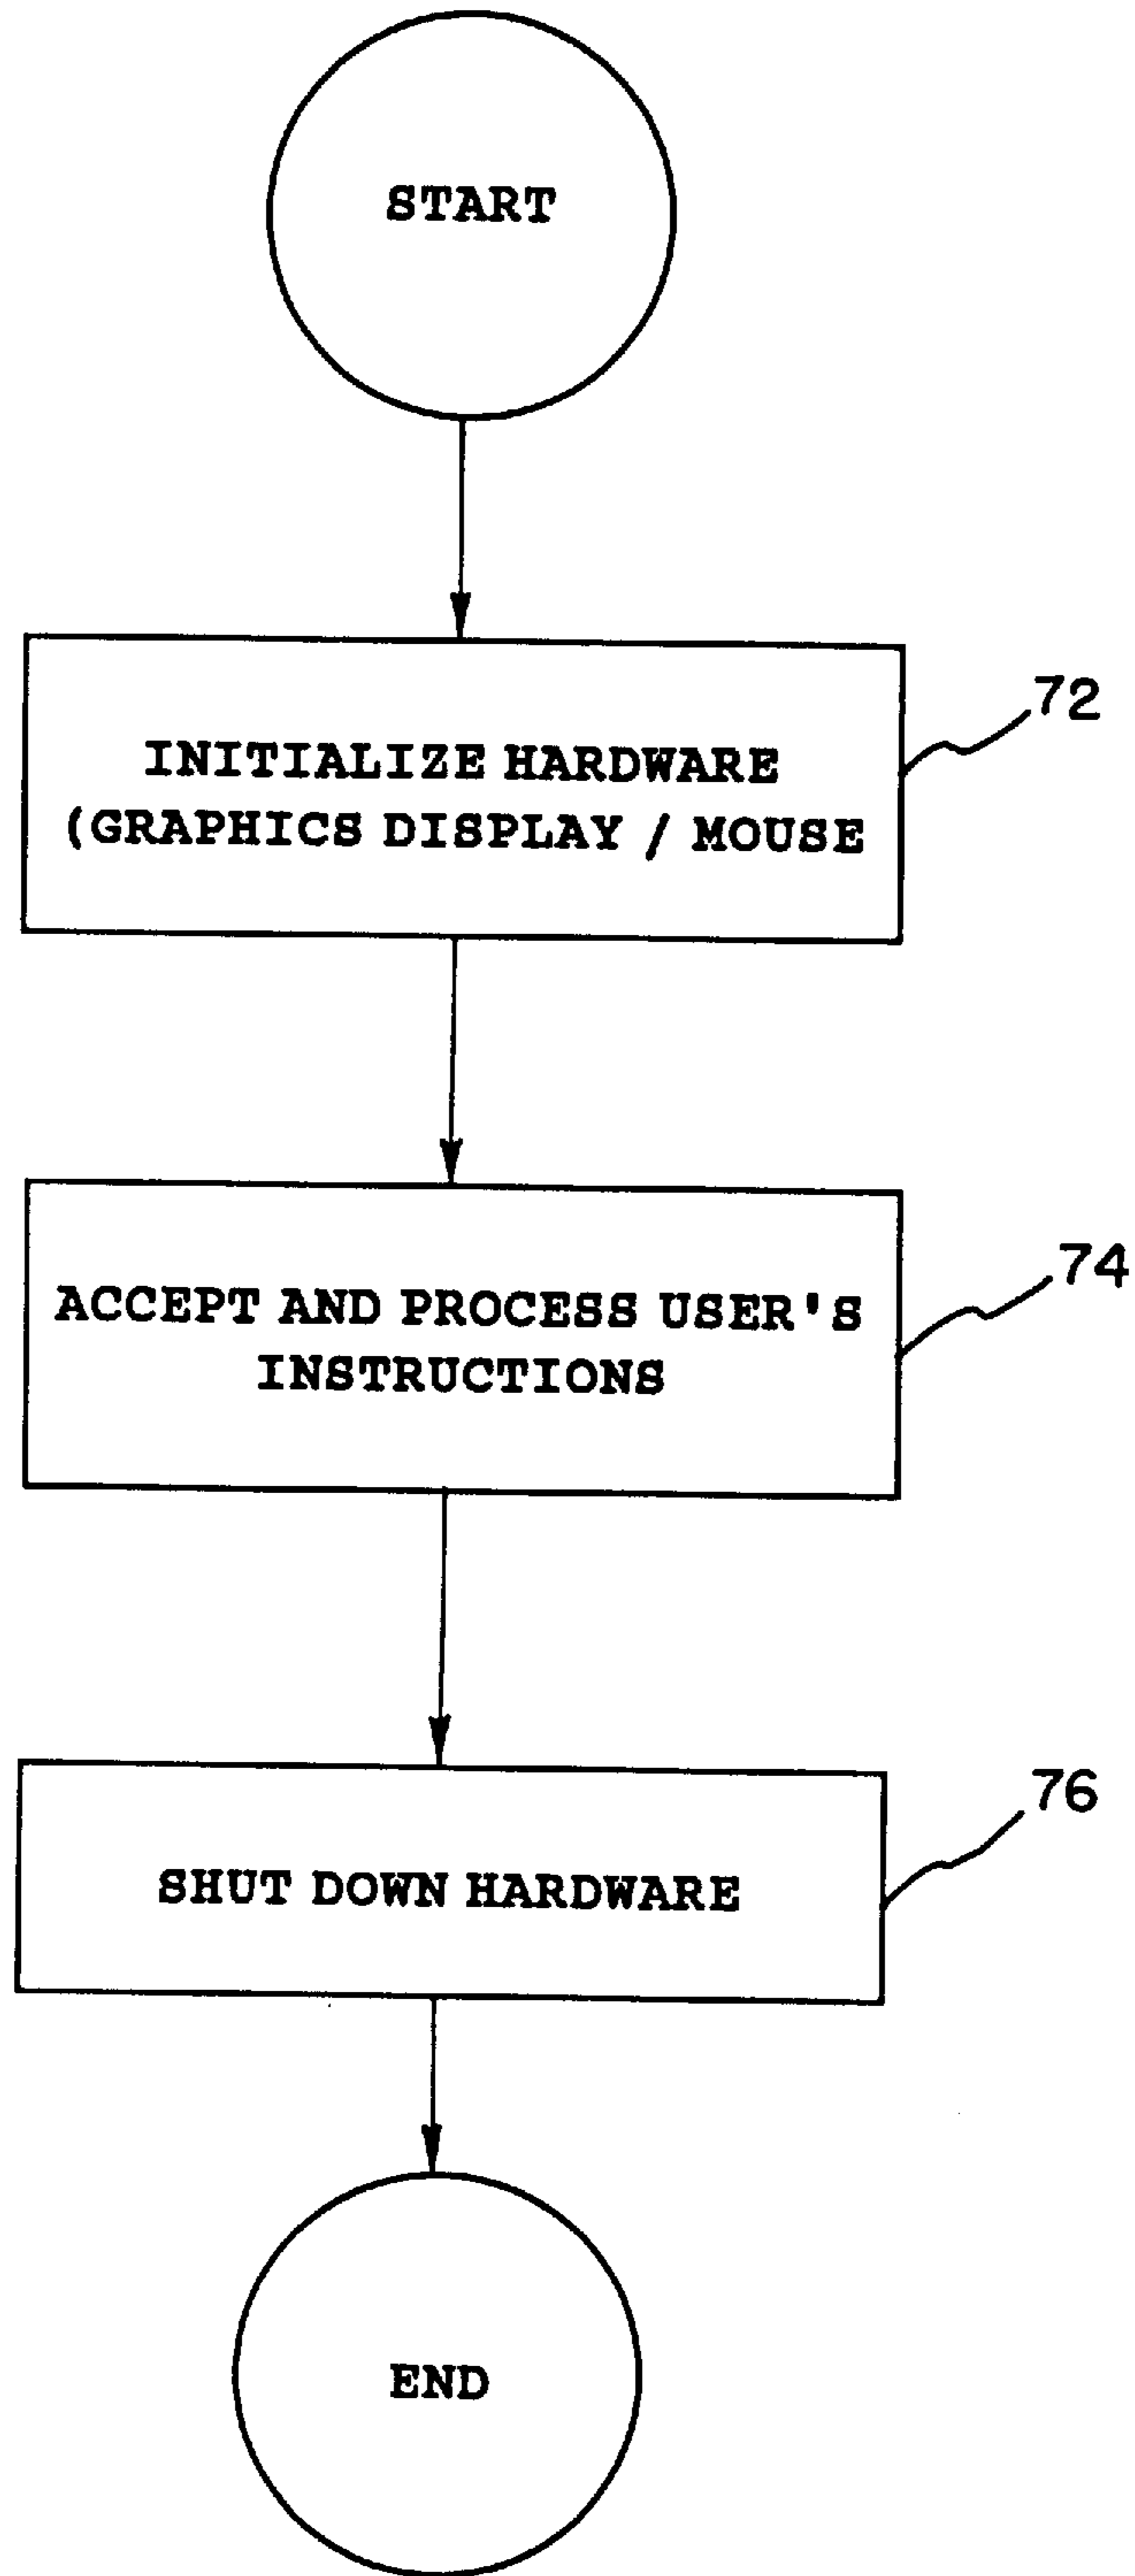 START
INITIALIZE HARDWARE
(GRAPHICS DISPLAY / MOUSE
72
ACCEPT AND PROCESS USER'S
INSTRUCTIONS
74
SHUT DOWN HARDWARE
76
END